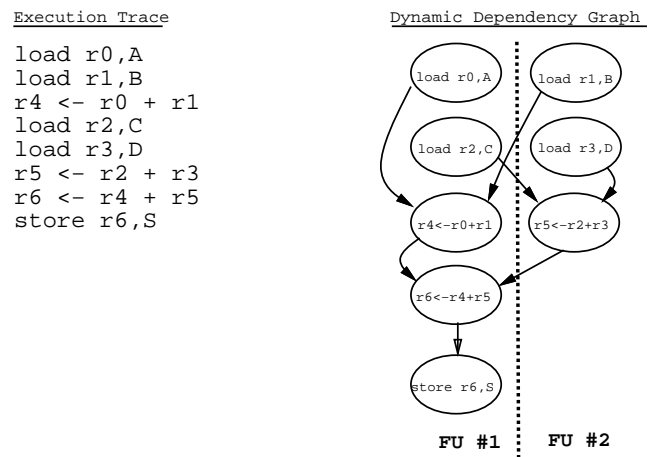 Execution Trace
load r0,A
load r1,B
r4 <- r0 + r1
load r2,C
load r3,D
r5 <- r2 + r3
r6 <- r4 + r5
store r6,S
Dynamic Dependency Graph
load r0,A
load r1,B
load r2,C
load r3,D
r4<-r0+r1
r5<-r2+r3
r6<-r4+r5
store r6,S
FU #1
FU #2